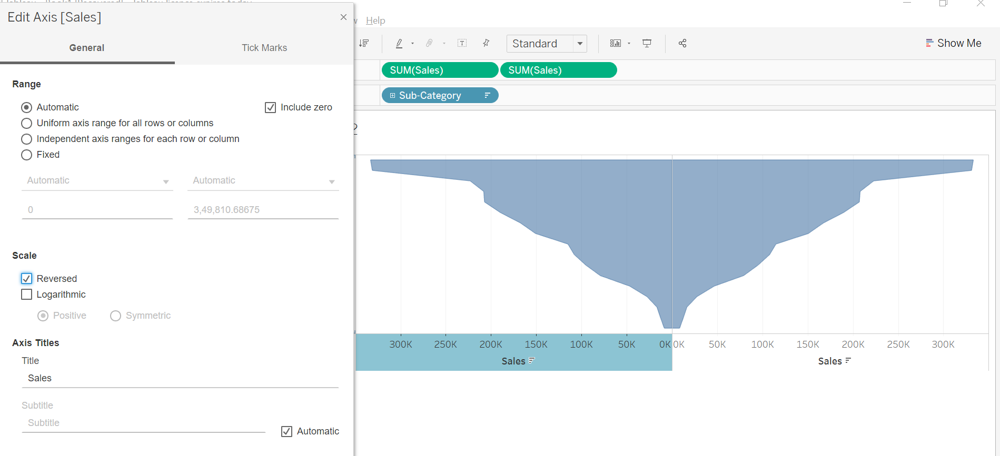 Edit Axis [Sales]
Help
General
Tick Marks
Standard
Show Me
SUM(Sales)
SUM(Sales)
Sub-Category
Range
Automatic
Include zero
Uniform axis range for all rows or columns
Independent axis ranges for each row or column
Fixed
Automatic
Automatic
0
3,49,810.68675
Scale
Reversed
Logarithmic
Positive
Symmetric
Axis Titles
Title
Sales
Subtitle
Subtitle
Automatic
300K 250K 200K 150K 100K 50K 0K
0K 50K 100K 150K 200K 250K 300K
Sales
Sales